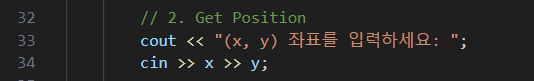 32 // 2. Get Position
33 cout << "(x, y) 좌표를 입력하세요: ";
34 cin >> x >> y;